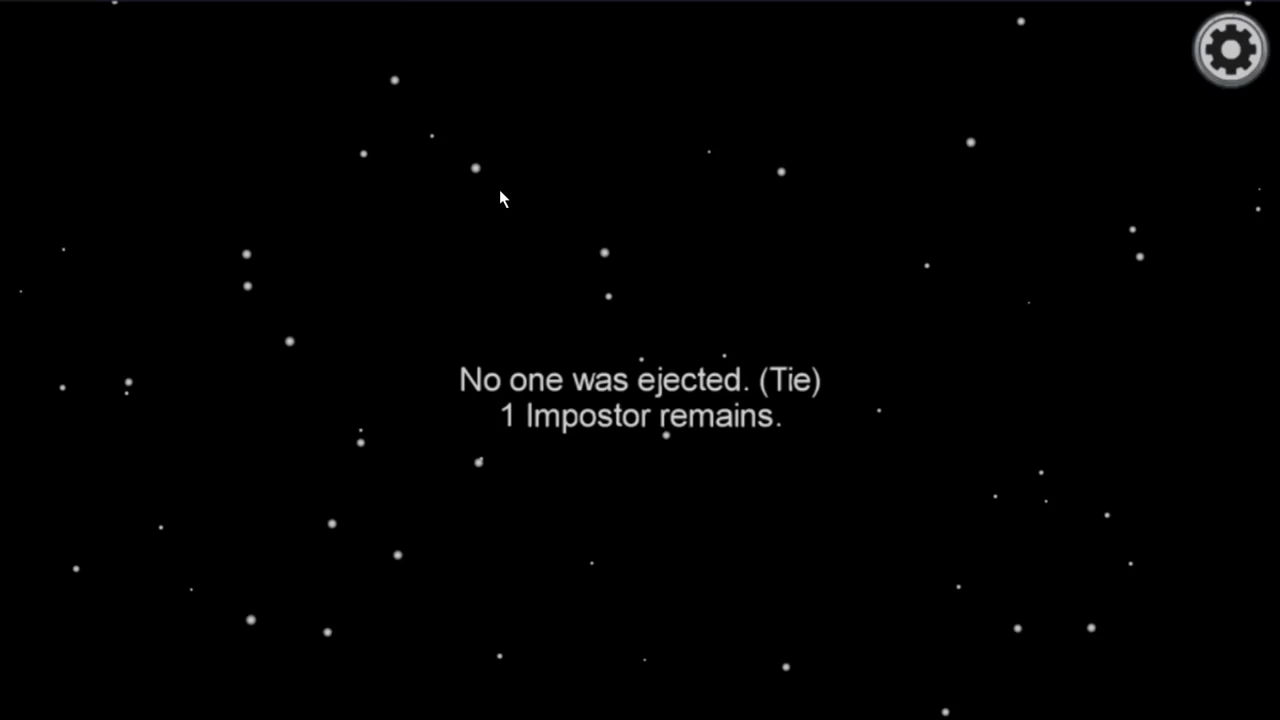 No one was ejected. (Tie)
1 Impostor remains.